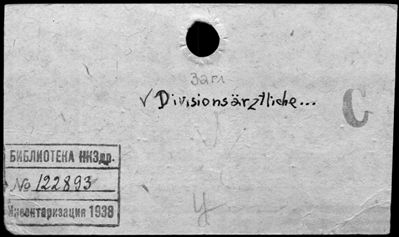 Загл
√ Divisionsärztliche...
C
БИБЛИОТЕКА НКЗдр.
№ 122893
Инвентаризация 1938